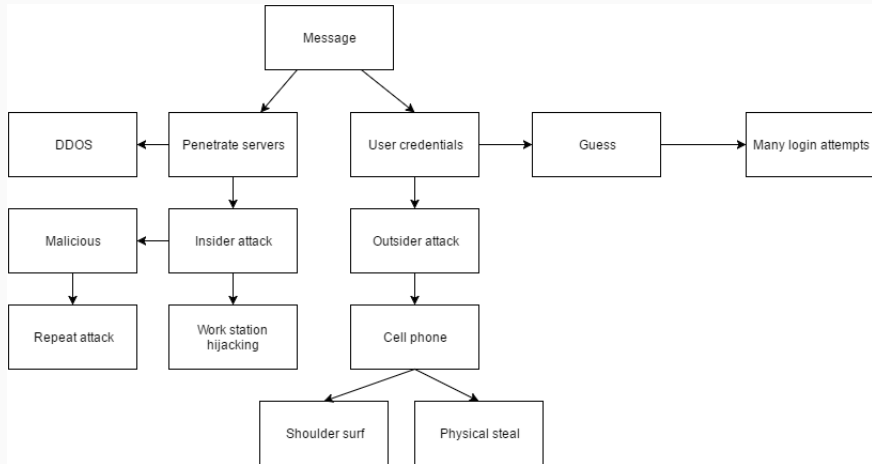 Message
DDOS
Penetrate servers
User credentials
Guess
Many login attempts
Malicious
Insider attack
Outsider attack
Repeat attack
Work station
hijacking
Cell phone
Shoulder surf
Physical steal